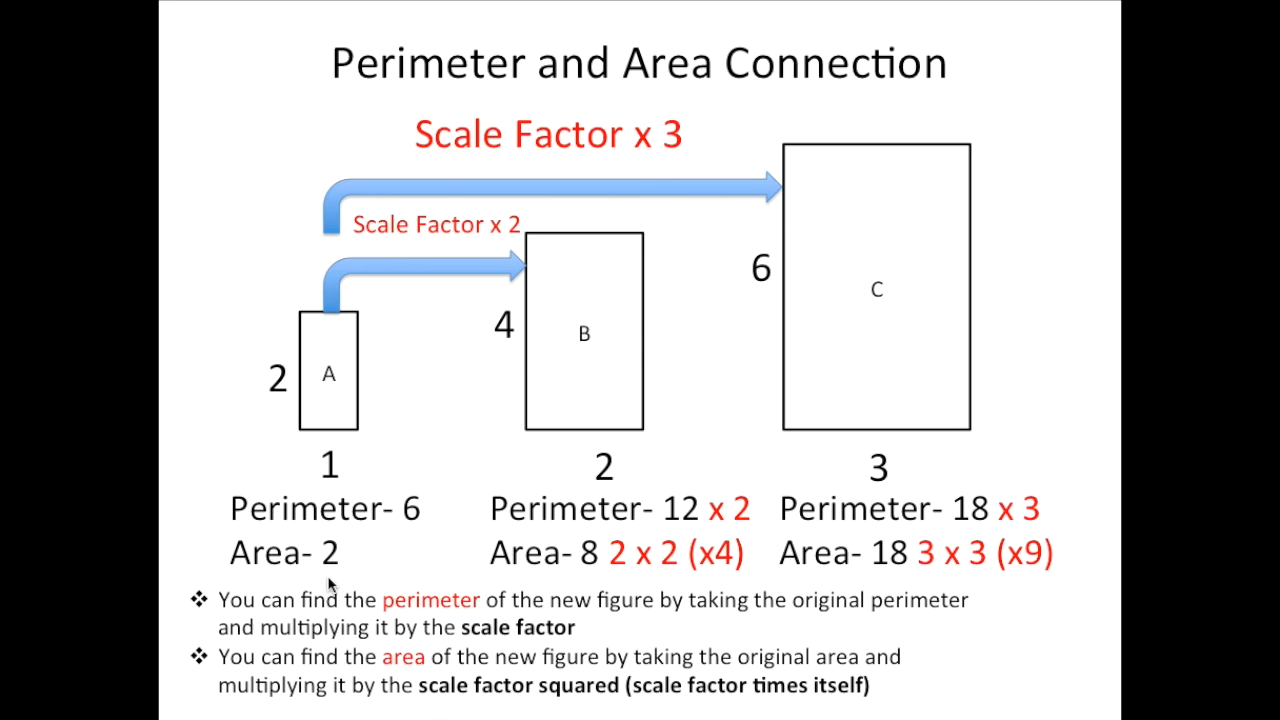 Perimeter and Area Connection
Scale Factor x 3
Scale Factor x 2
6
C
4
B
2
A
1
2
3
Perimeter- 6
Area- 2
Perimeter- 12 x 2
Area- 8 2 x 2 (x4)
Perimeter- 18 x 3
Area- 18 3 x 3 (x9)
❖ You can find the perimeter of the new figure by taking the original perimeter
and multiplying it by the scale factor
❖ You can find the area of the new figure by taking the original area and
multiplying it by the scale factor squared (scale factor times itself)